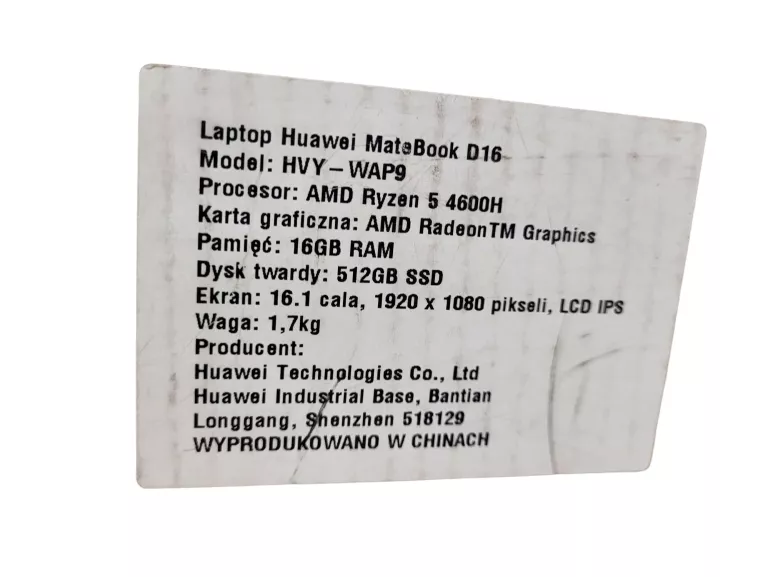 Laptop Huawei MateBook D16
Model: HVY-WAP9
Procesor: AMD Ryzen 5 4600H
Karta graficzna: AMD RadeonTM Graphics
Pamięć: 16GB RAM
Dysk twardy: 512GB SSD
Ekran: 16.1 cala, 1920 x 1080 pikseli, LCD IPS
Waga: 1,7kg
Producent:
Huawei Technologies Co., Ltd
Huawei Industrial Base, Bantian
Longgang, Shenzhen 518129
WYPRODUKOWANO W CHINACH